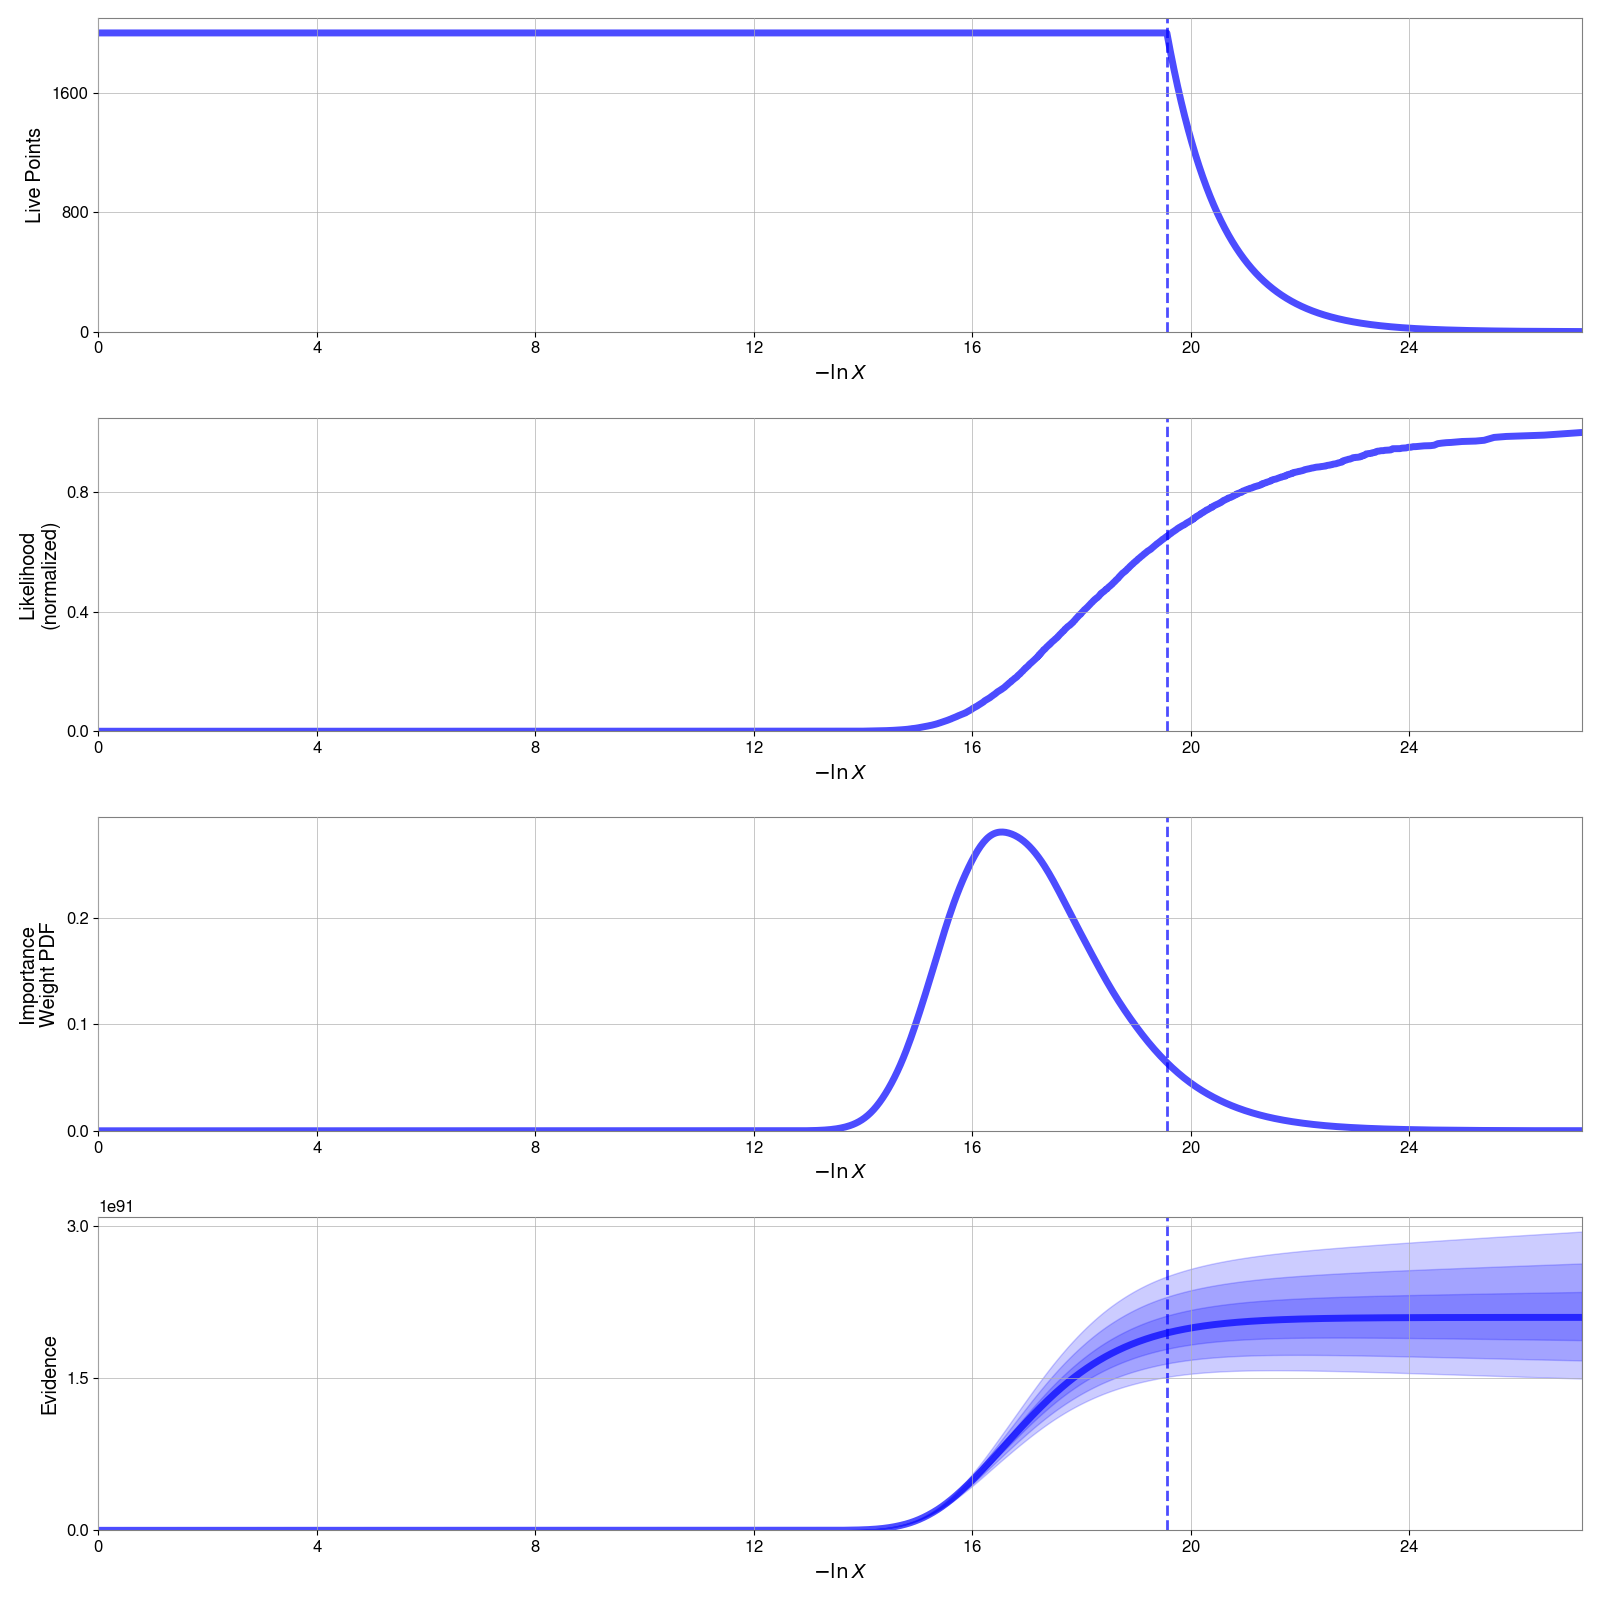 1600
800
0
Live Points
0 4 8 12 16 20 24
−ln X
0.8
0.4
0.0
Likelihood
(normalized)
0 4 8 12 16 20 24
−ln X
0.2
0.1
0.0
Importance
Weight PDF
0 4 8 12 16 20 24
−ln X
1e91
3.0
1.5
0.0
Evidence
0 4 8 12 16 20 24
−ln X